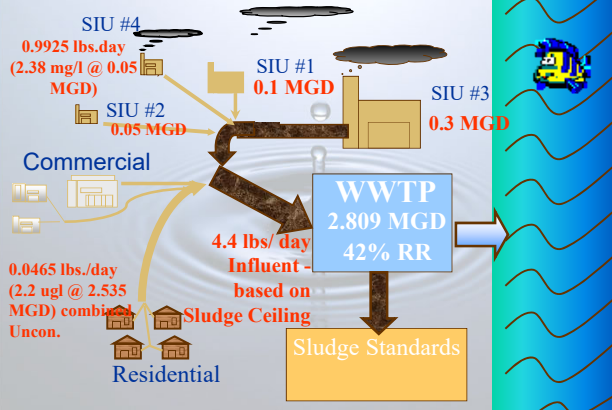 SIU #4
0.9925 lbs.day
(2.38 mg/l @ 0.05
MGD)
SIU #1
0.1 MGD
SIU #3
0.3 MGD
SIU #2
0.05 MGD
Commercial
WWTP
2.809 MGD
42% RR
4.4 lbs/ day
Influent -
based on
Sludge Ceiling
0.0465 lbs./day
(2.2 ugl @ 2.535
MGD) combined
Uncon.
Sludge Standards
Residential